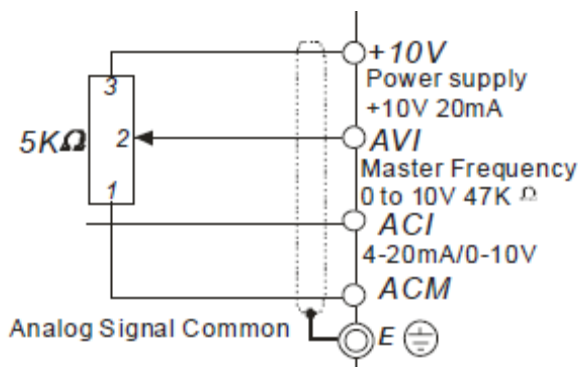 +10V
3
Power supply
+10V 20mA
5KΩ
2
AVI
Master Frequency
0 to 10V 47K Ω
1
ACI
4-20mA/0-10V
ACM
Analog Signal Common
E